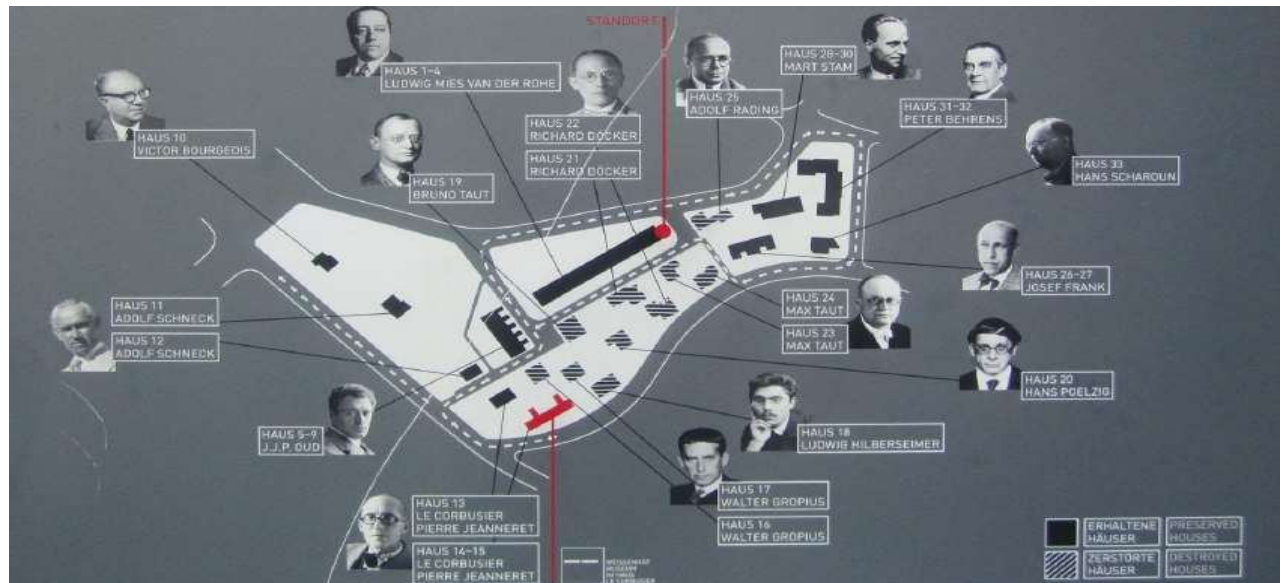 STANDORT
HAUS 1-4
LUDWIG MIES VAN DER ROHE
HAUS 28-30
MART STAM
HAUS 25
ADOLF RADING
HAUS 31-32
PETER BEHRENS
HAUS 10
VICTOR BOURGEOIS
HAUS 22
RICHARD DÖCKER
HAUS 33
HANS SCHAROUN
HAUS 19
BRUNO TAUT
HAUS 21
RICHARD DÖCKER
HAUS 26-27
JOSEF FRANK
HAUS 11
ADOLF SCHNECK
HAUS 24
MAX TAUT
HAUS 12
ADOLF SCHNECK
HAUS 23
MAX TAUT
HAUS 20
HANS POELZIG
HAUS 5-9
J.J.P. OUD
HAUS 18
LUDWIG HILBERSEIMER
HAUS 17
WALTER GROPIUS
HAUS 13
LE CORBUSIER
PIERRE JEANNERET
HAUS 16
WALTER GROPIUS
HAUS 14-15
LE CORBUSIER
PIERRE JEANNERET
ERHALTENE HÄUSER
PRESERVED HOUSES
ZERSTÖRTE HÄUSER
DESTROYED HOUSES